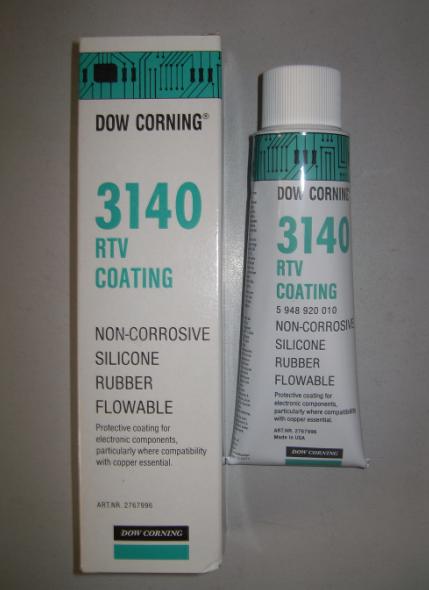 DOW CORNING®
3140
RTV
COATING
NON-CORROSIVE
SILICONE
RUBBER
FLOWABLE
Protective coating for
electronic components,
particularly where compatibility
with copper essential.
ART.NR. 2767996
DOW CORNING
DOW CORNING
3140
RTV
COATING
5 948 920 010
NON-CORROSIVE
SILICONE
RUBBER
FLOWABLE
Protective coating for
electronic components,
particularly where compatibility
with copper essential.
ART.NR. 2767996
Made in USA
DOW CORNING